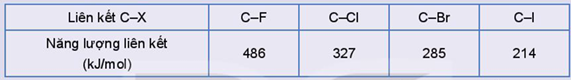 Liên kết C–X C–F C–Cl C–Br C–I
Năng lượng liên kết (kJ/mol) 486 327 285 214